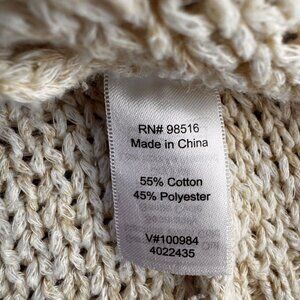 RN# 98516
Made in China
55% Cotton
45% Polyester
V#100984
4022435